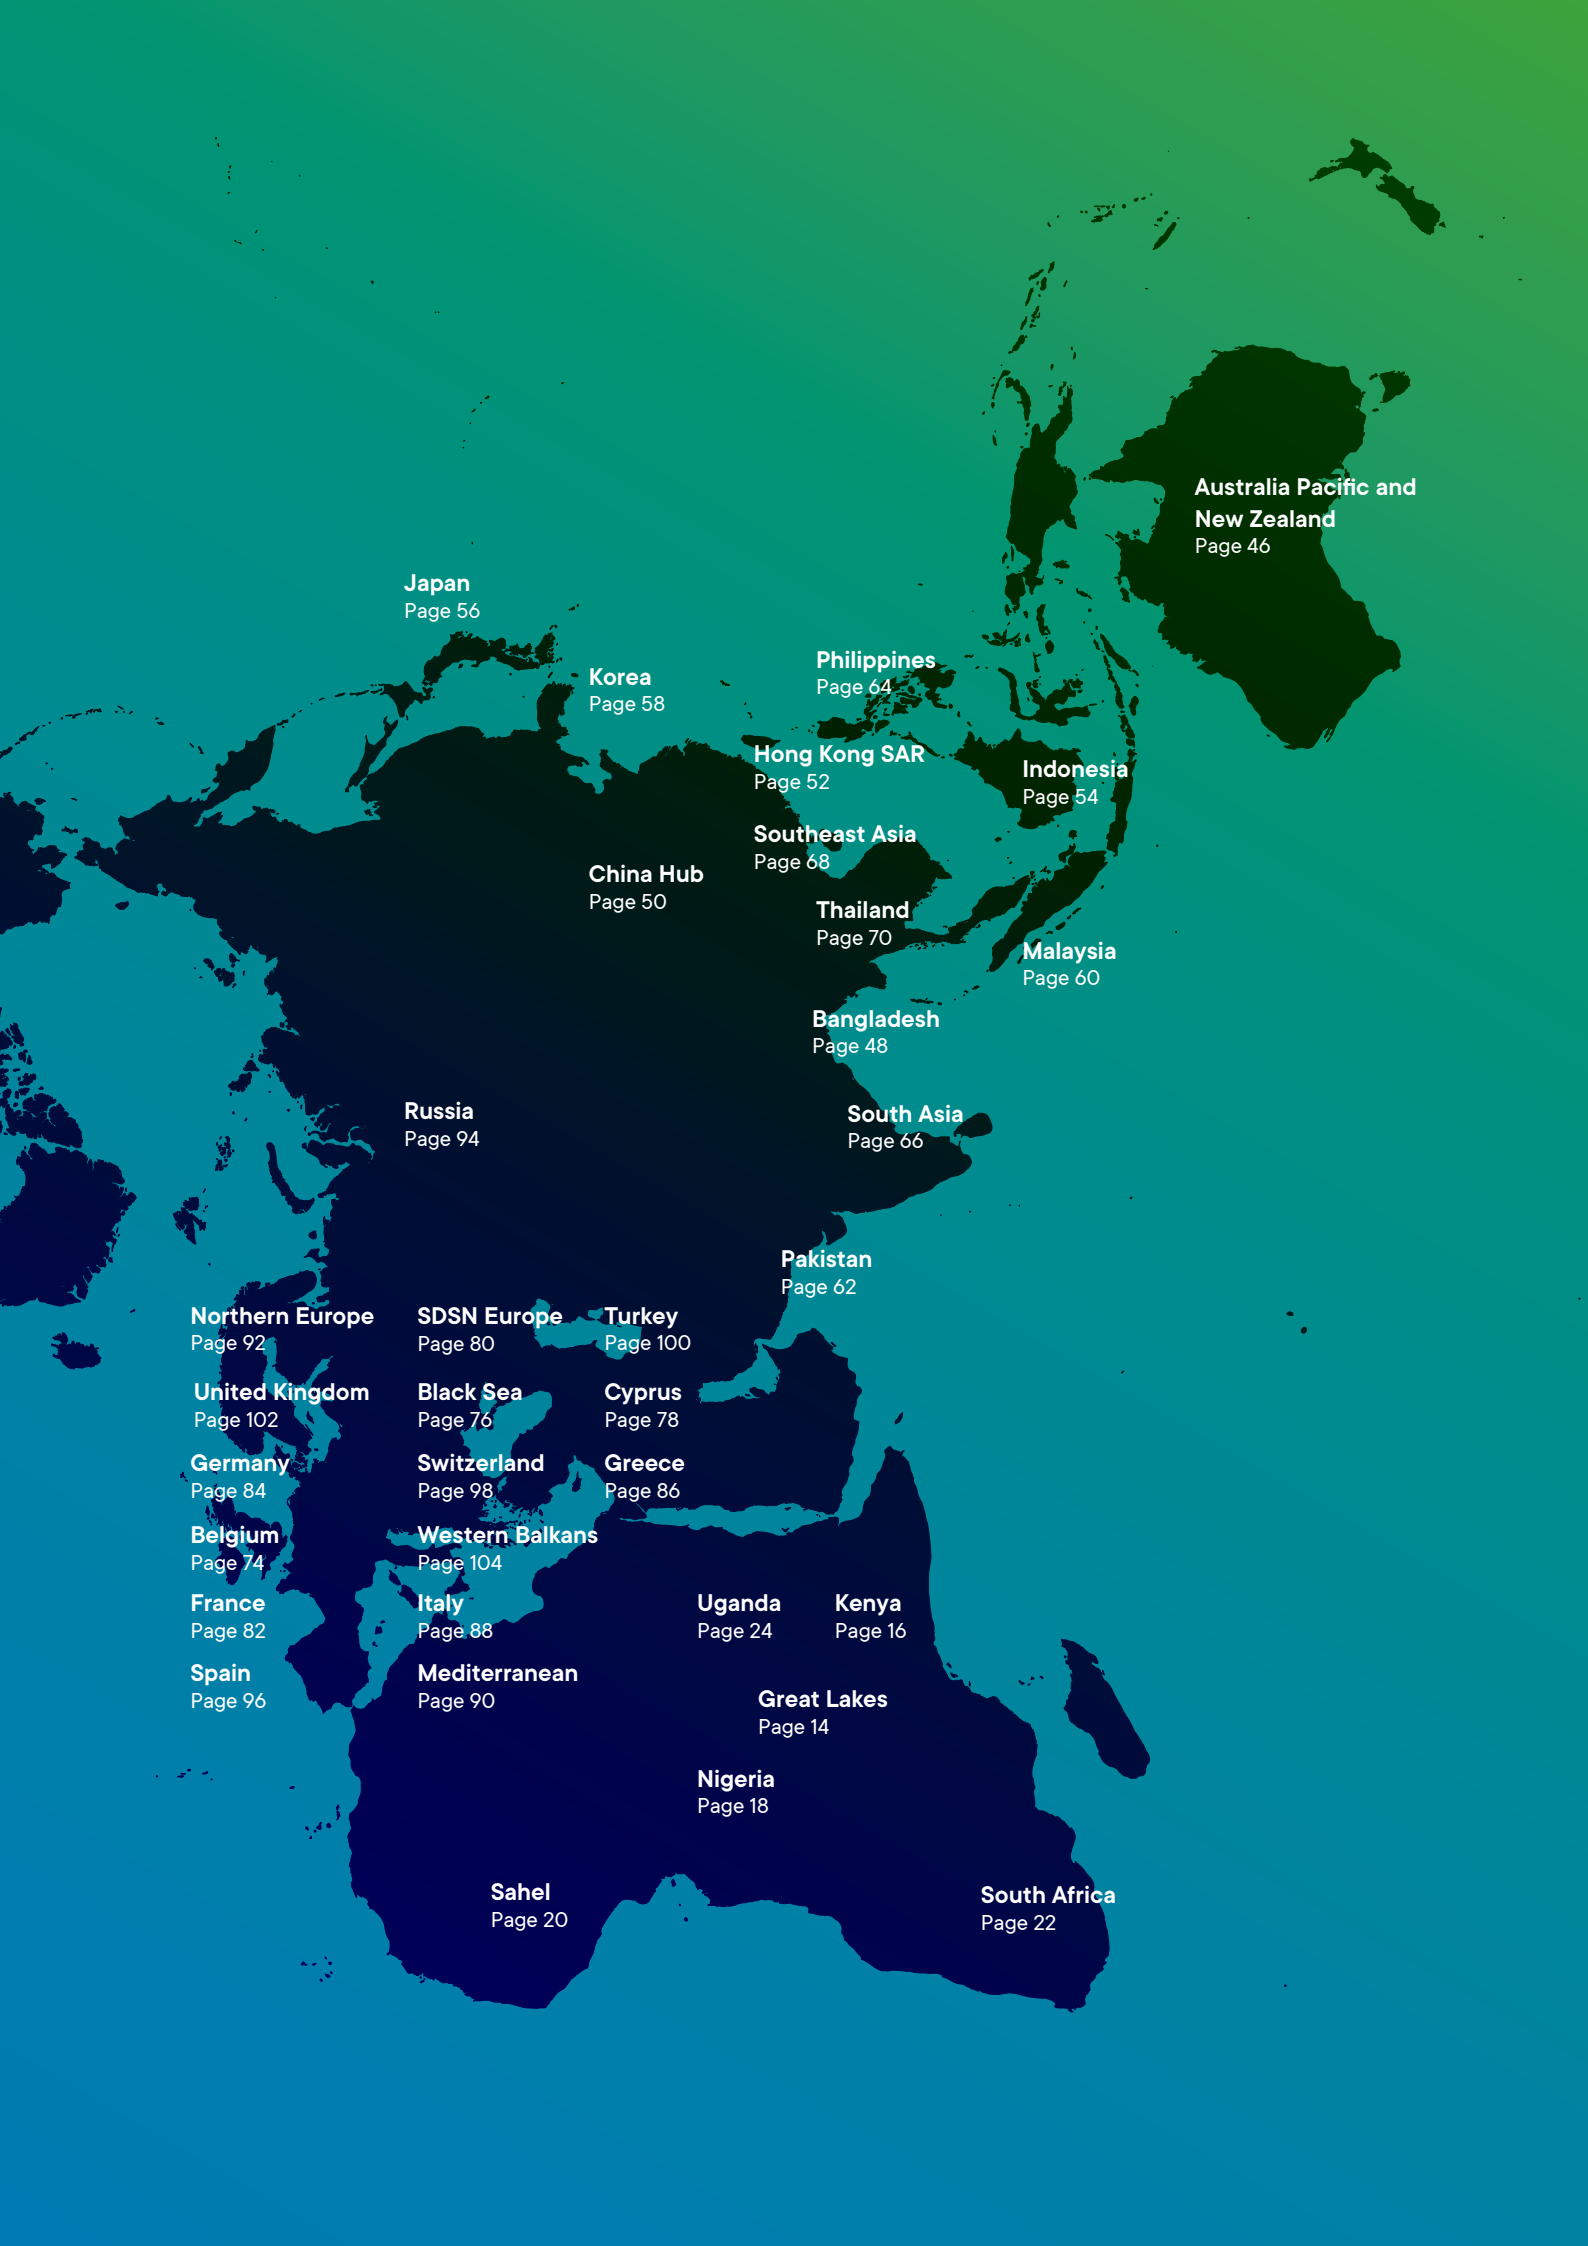 Australia Pacific and
New Zealand
Page 46
Japan
Page 56
Korea
Page 58
Philippines
Page 64
Hong Kong SAR
Page 52
Indonesia
Page 54
Southeast Asia
Page 68
China Hub
Page 50
Thailand
Page 70
Malaysia
Page 60
Bangladesh
Page 48
Russia
Page 94
South Asia
Page 66
Pakistan
Page 62
Northern Europe
Page 92
SDSN Europe
Page 80
Turkey
Page 100
United Kingdom
Page 102
Black Sea
Page 76
Cyprus
Page 78
Germany
Page 84
Switzerland
Page 98
Greece
Page 86
Belgium
Page 74
Western Balkans
Page 104
France
Page 82
Italy
Page 88
Uganda
Page 24
Kenya
Page 16
Spain
Page 96
Mediterranean
Page 90
Great Lakes
Page 14
Nigeria
Page 18
Sahel
Page 20
South Africa
Page 22